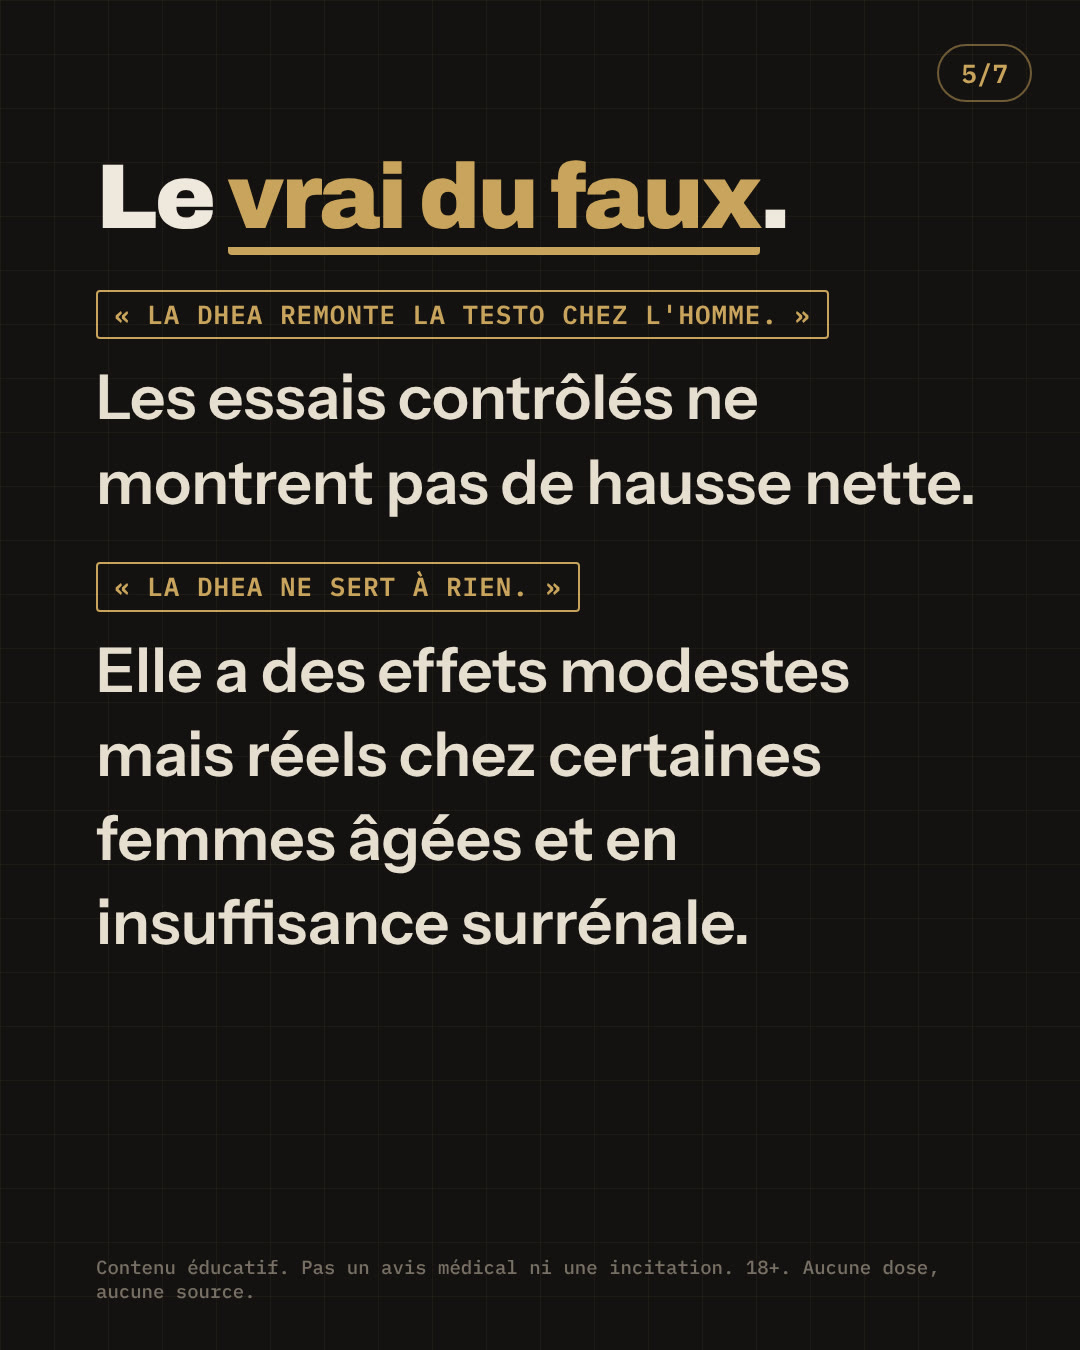 5/7
Le vrai du faux.
« LA DHEA REMONTE LA TESTO CHEZ L'HOMME. »
Les essais contrôlés ne
montrent pas de hausse nette.
« LA DHEA NE SERT À RIEN. »
Elle a des effets modestes
mais réels chez certaines
femmes âgées et en
insuffisance surrénale.
Contenu éducatif. Pas un avis médical ni une incitation. 18+. Aucune dose,
aucune source.